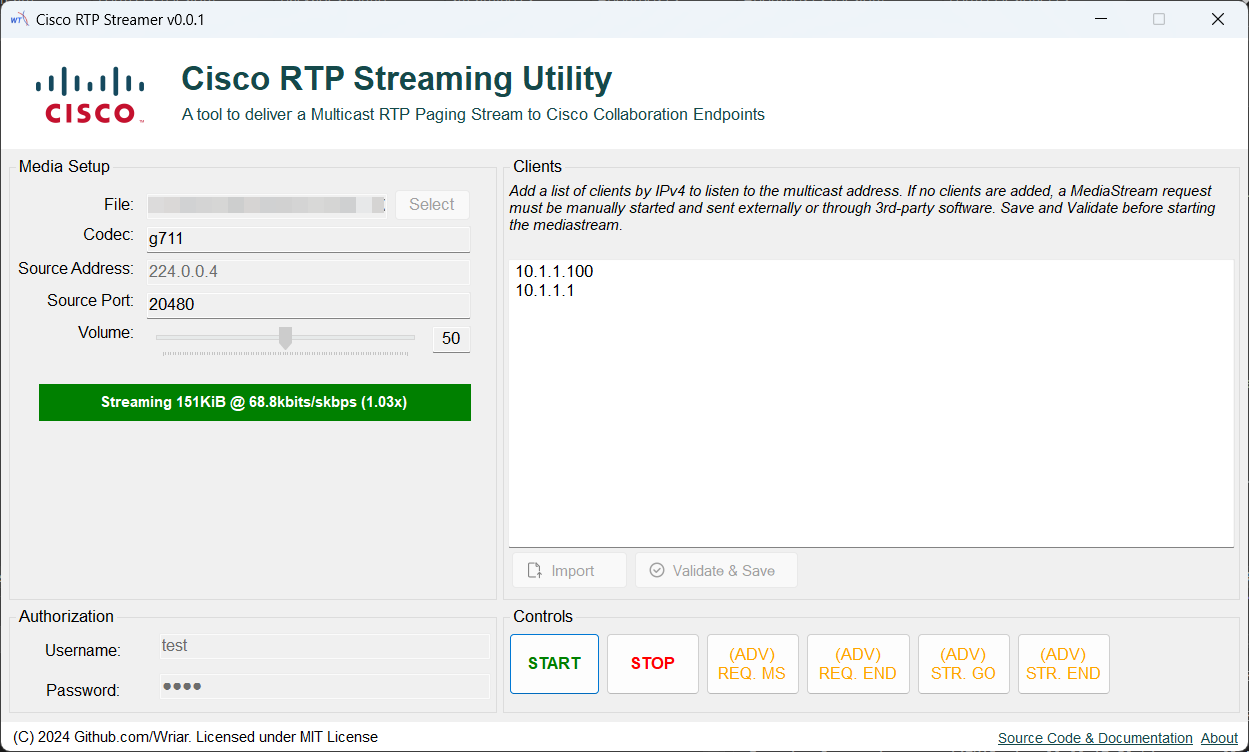 Cisco RTP Streamer v0.0.1
CISCO
Cisco RTP Streaming Utility
A tool to deliver a Multicast RTP Paging Stream to Cisco Collaboration Endpoints
Media Setup
File:
Select
Codec:
g711
Source Address:
224.0.0.4
Source Port:
20480
Volume:
50
Streaming 151KiB @ 68.8kbits/skbps (1.03x)
Clients
Add a list of clients by IPv4 to listen to the multicast address. If no clients are added, a MediaStream request
must be manually started and sent externally or through 3rd-party software. Save and Validate before starting
the mediastream.
10.1.1.100
10.1.1.1
Import
Validate & Save
Authorization
Username:
test
Password:
Controls
START
STOP
(ADV)
REQ. MS
(ADV)
REQ. END
(ADV)
STR. GO
(ADV)
STR. END
(C) 2024 Github.com/Wriar. Licensed under MIT License
Source Code & Documentation
About